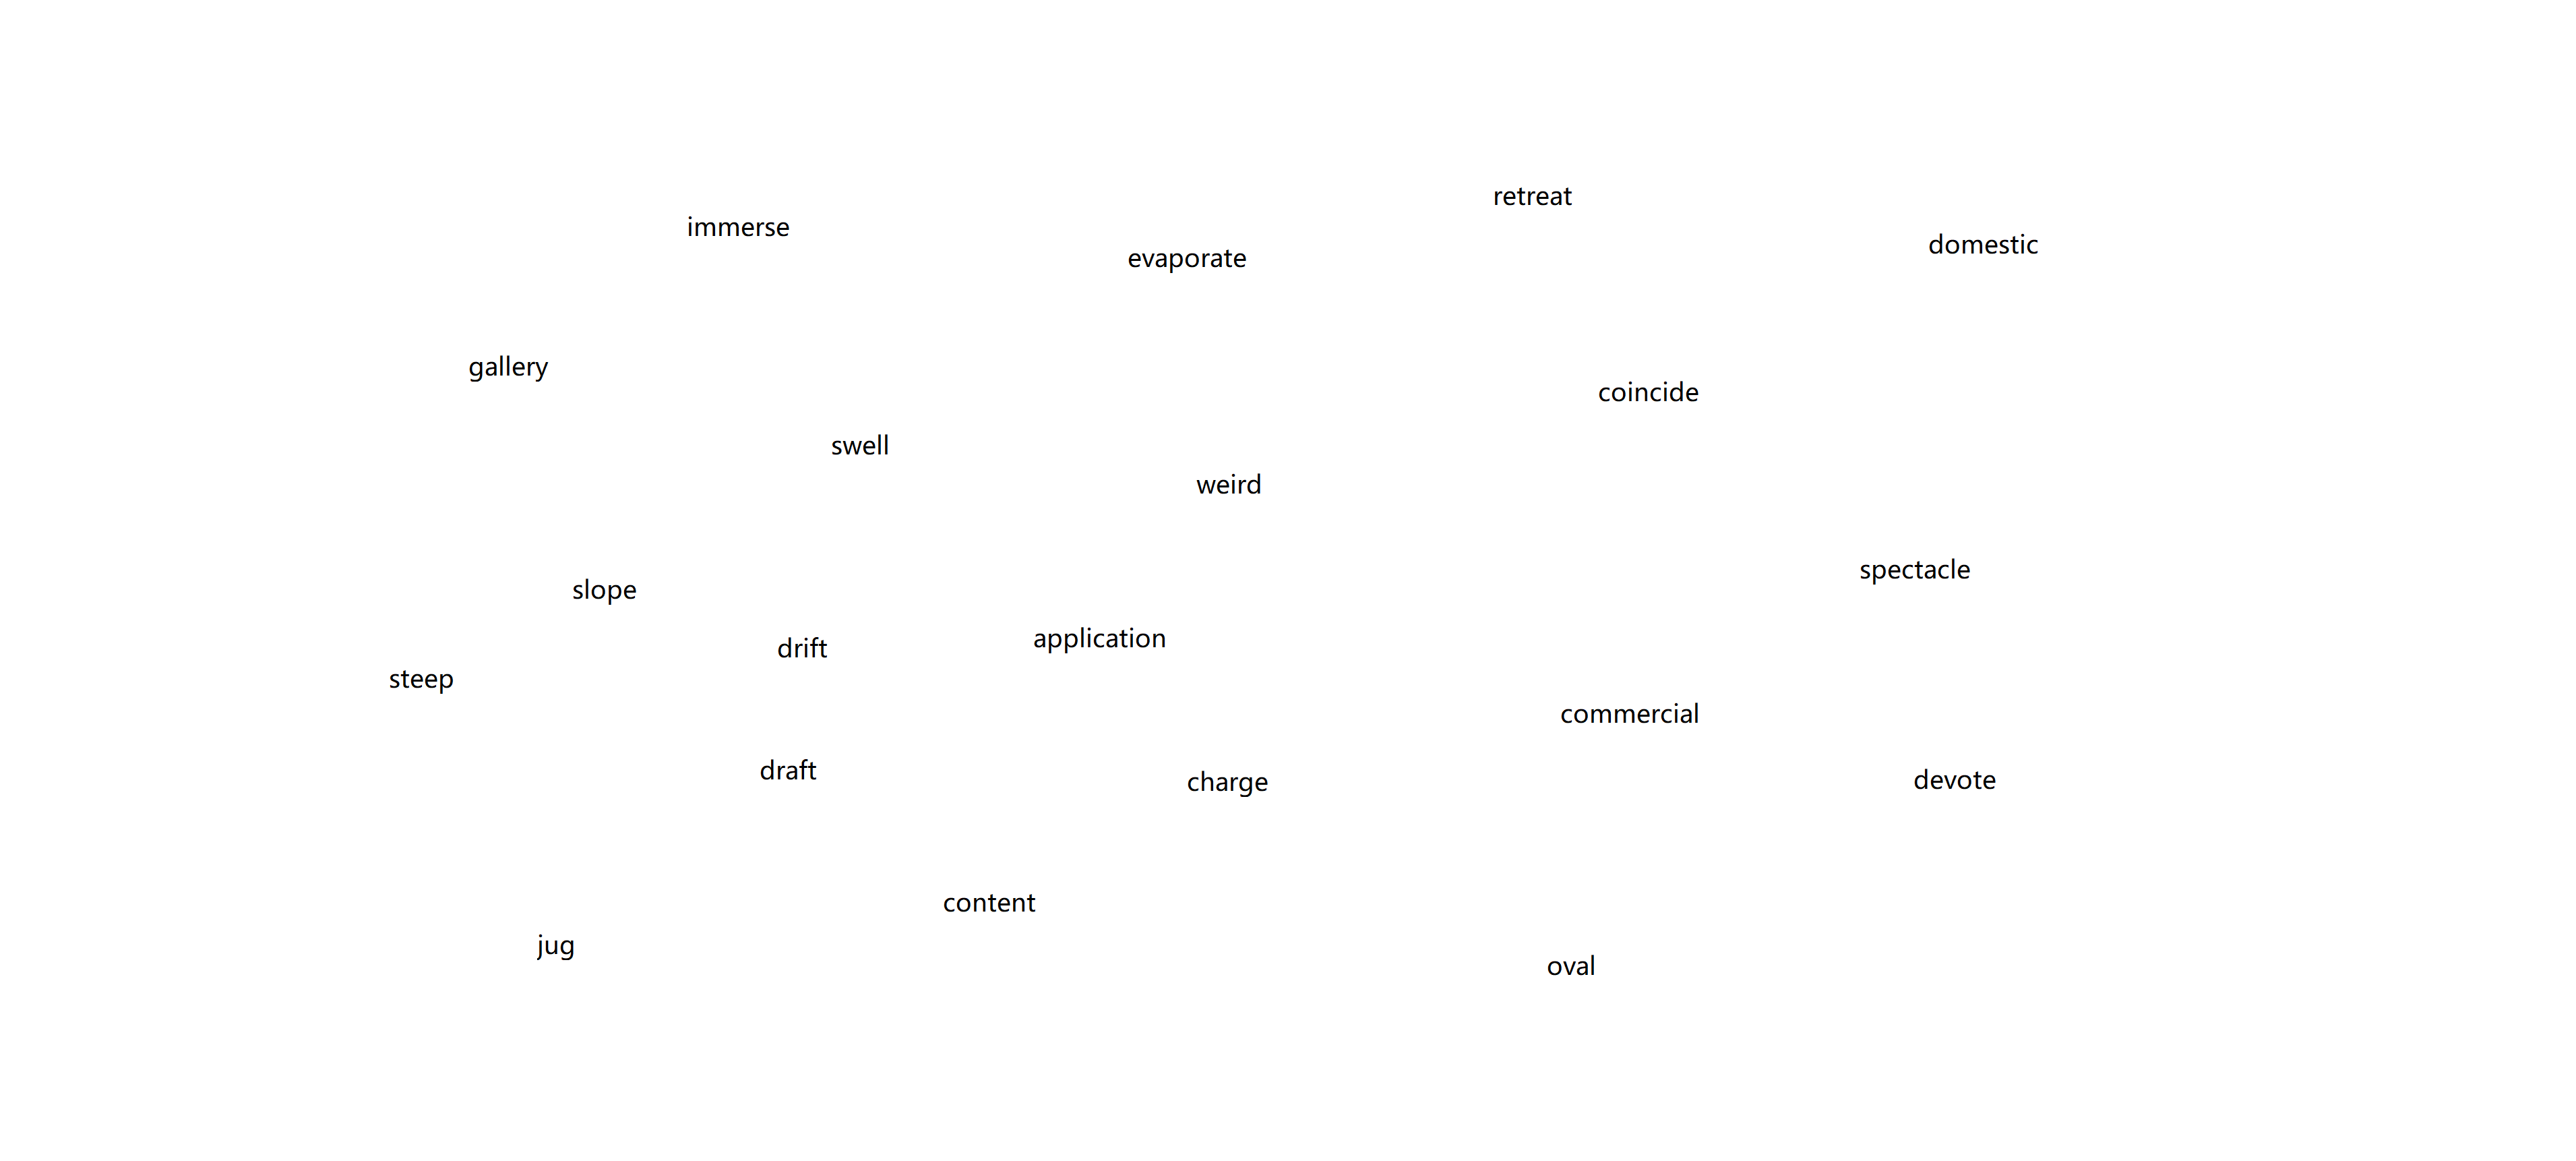 retreat
immerse
domestic
evaporate
gallery
coincide
swell
weird
spectacle
slope
application
drift
steep
commercial
draft
devote
charge
content
jug
oval